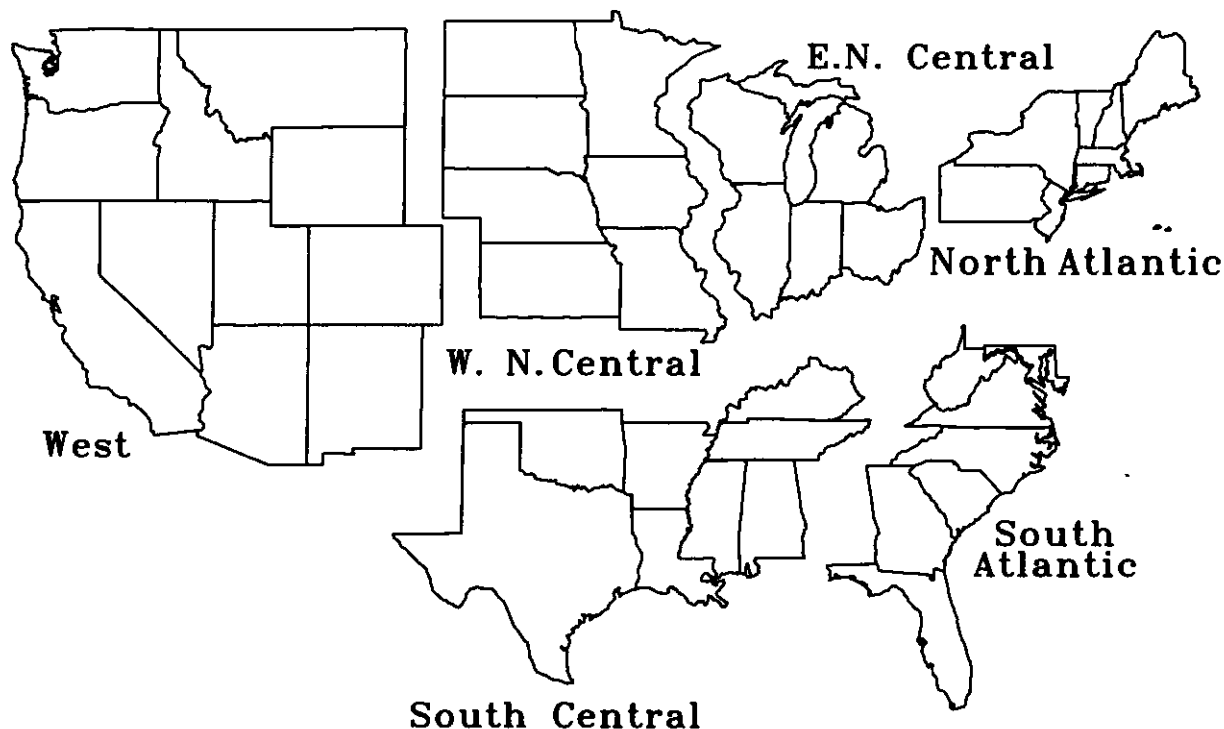 E.N. Central
North Atlantic
W. N. Central
West
South
Atlantic
South Central